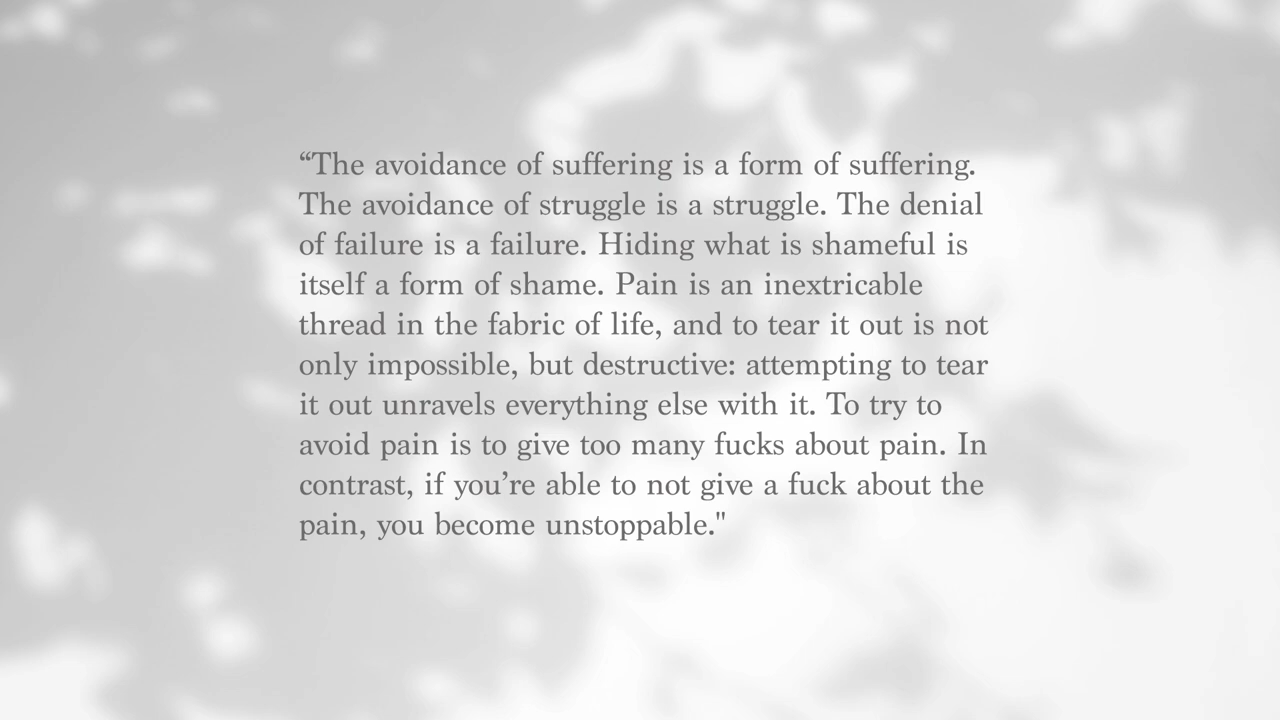 “The avoidance of suffering is a form of suffering.
The avoidance of struggle is a struggle. The denial
of failure is a failure. Hiding what is shameful is
itself a form of shame. Pain is an inextricable
thread in the fabric of life, and to tear it out is not
only impossible, but destructive: attempting to tear
it out unravels everything else with it. To try to
avoid pain is to give too many fucks about pain. In
contrast, if you’re able to not give a fuck about the
pain, you become unstoppable."